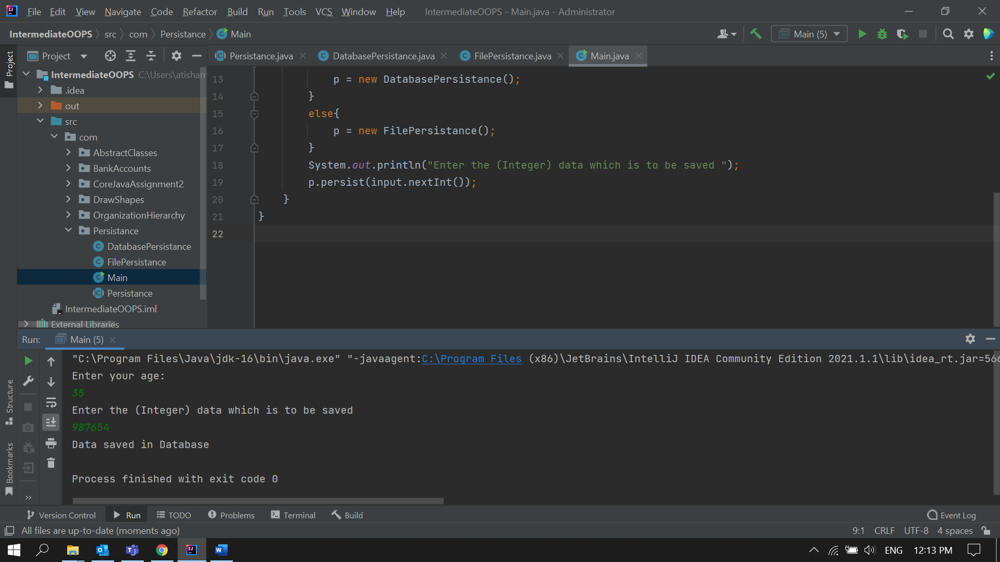 File Edit View Navigate Code Refactor Build Run Tools VCS Window Help IntermediateOOPS - Main.java - Administrator
IntermediateOOPS src com Persistance Main Main (5)
Project Persistance.java DatabasePersistance.java FilePersistance.java Main.java
Project
IntermediateOOPS C:\Users\atisharr
.idea
out
src
com
AbstractClasses
BankAccounts
CoreJavaAssignment2
DrawShapes
OrganizationHierarchy
Persistance
DatabasePersistance
FilePersistance
Main
Persistance
IntermediateOOPS.iml
External Libraries
13 p = new DatabasePersistance();
14 }
15 else{
16 p = new FilePersistance();
17 }
18 System.out.println("Enter the (Integer) data which is to be saved ");
19 p.persist(input.nextInt());
20 }
21 }
22
Run: Main (5)
"C:\Program Files\Java\jdk-16\bin\java.exe" "-javaagent:C:\Program Files (x86)\JetBrains\IntelliJ IDEA Community Edition 2021.1.1\lib\idea_rt.jar=566
Enter your age:
35
Enter the (Integer) data which is to be saved
987654
Data saved in Database
Process finished with exit code 0
Structure
Bookmarks
Version Control Run TODO Problems Terminal Build Event Log
All files are up-to-date (moments ago) 9:1 CRLF UTF-8 4 spaces
ENG 12:13 PM